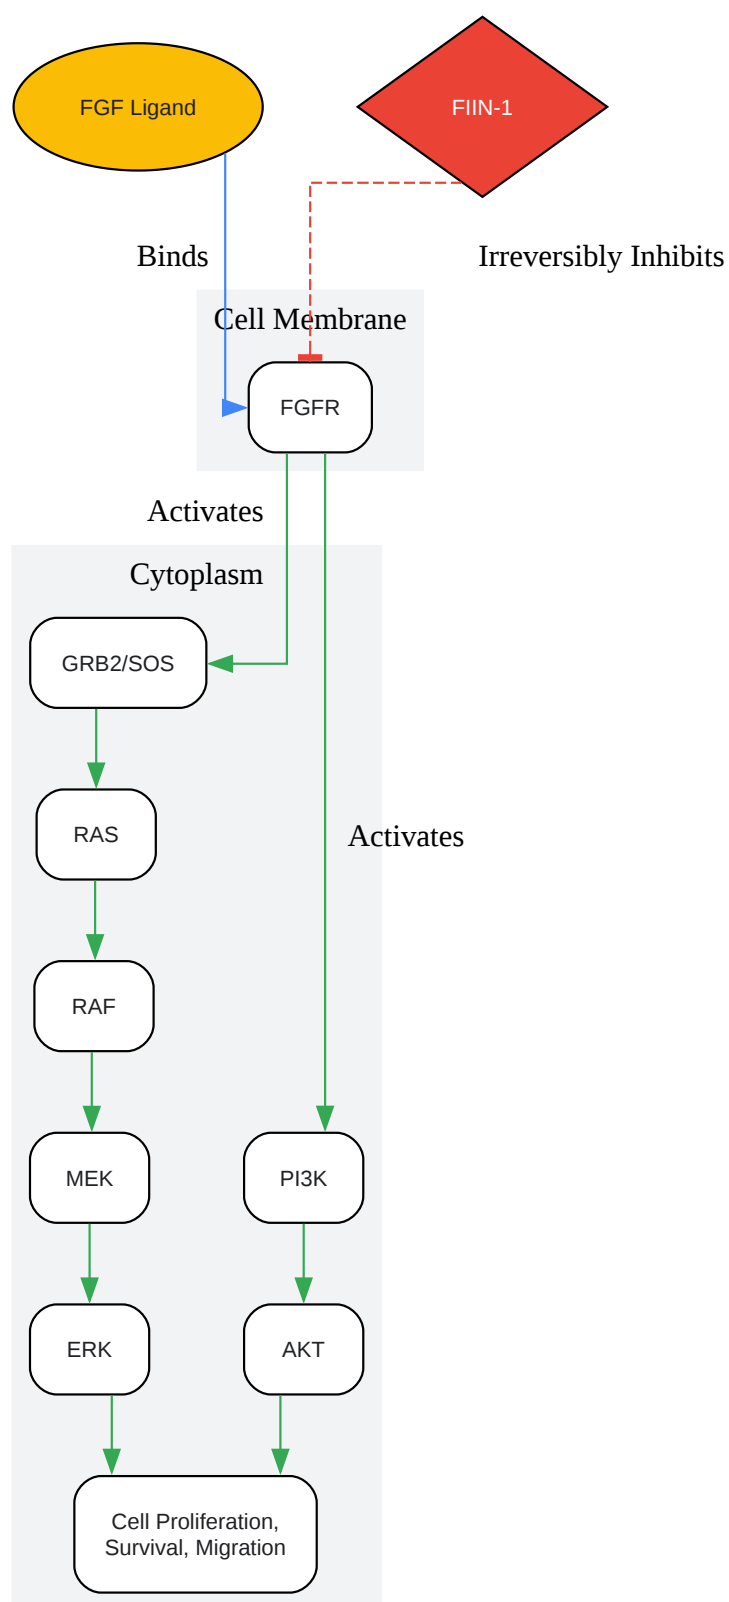 FGF Ligand
FIIN-1
Binds
Irreversibly Inhibits
Cell Membrane
FGFR
Activates
Cytoplasm
GRB2/SOS
RAS
Activates
RAF
MEK
PI3K
ERK
AKT
Cell Proliferation,
Survival, Migration